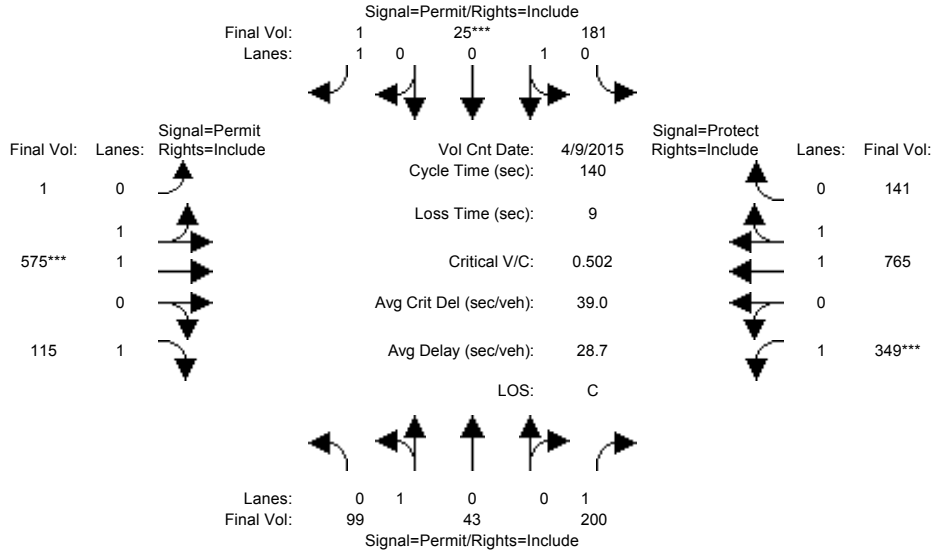 Signal=Permit/Rights=Include
Final Vol: 1 25*** 181
Lanes: 1 0 0 1 0
Signal=Permit Signal=Protect
Final Vol: Lanes: Rights=Include Vol Cnt Date: 4/9/2015 Rights=Include Lanes: Final Vol:
Cycle Time (sec): 140
1 0 0 141
Loss Time (sec): 9
1 1
575*** 1 Critical V/C: 0.502 1 765
0 Avg Crit Del (sec/veh): 39.0 0
115 1 Avg Delay (sec/veh): 28.7 1 349***
LOS: C
Lanes: 0 1 0 0 1
Final Vol: 99 43 200
Signal=Permit/Rights=Include